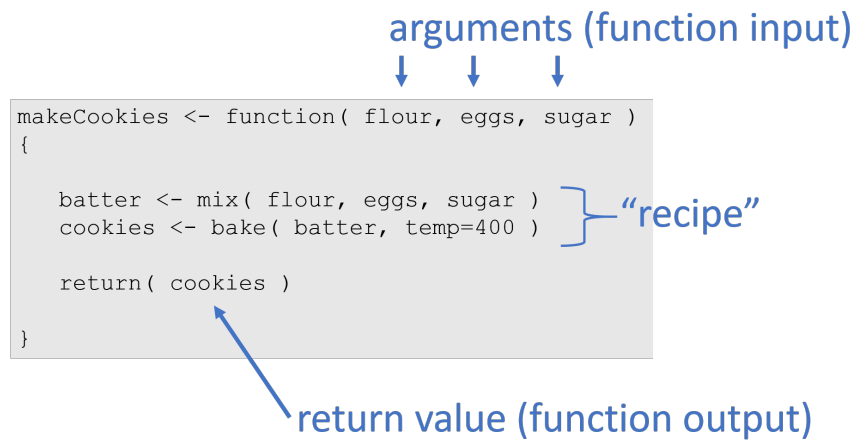 arguments (function input)
makeCookies <- function( flour, eggs, sugar )
{
batter <- mix( flour, eggs, sugar )
cookies <- bake( batter, temp=400 )
“recipe”
return( cookies )
}
return value (function output)